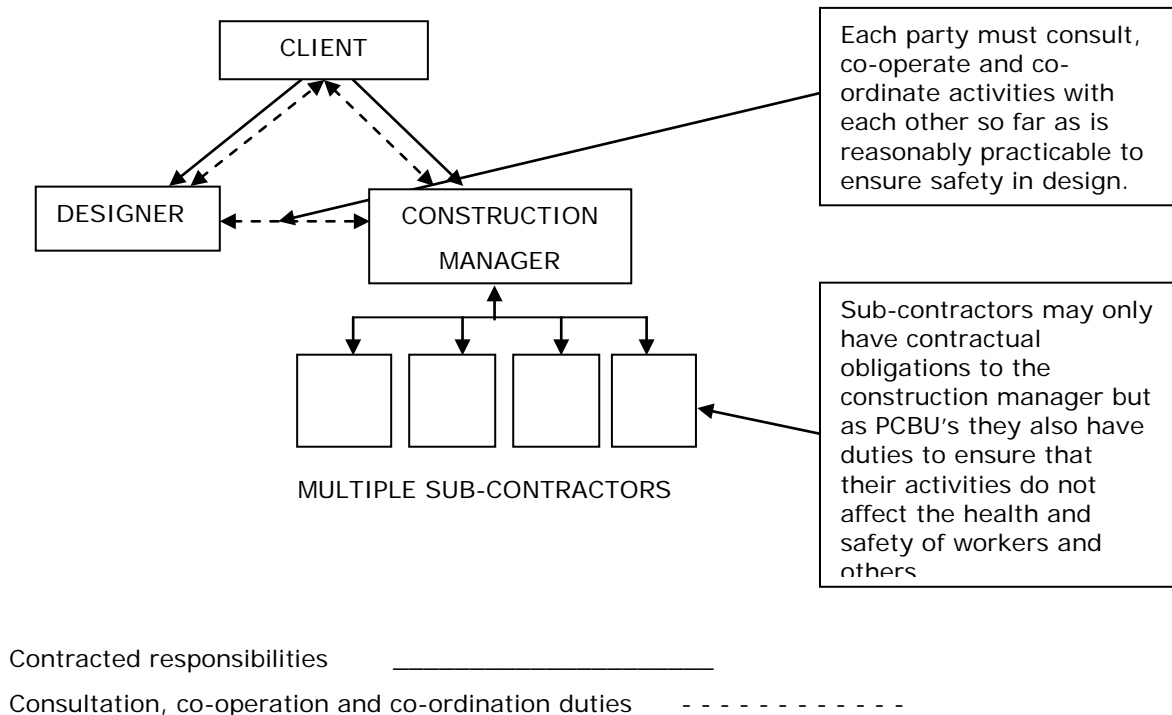 CLIENT
Each party must consult,
co-operate and co-
ordinate activities with
each other so far as is
reasonably practicable to
ensure safety in design.
DESIGNER
CONSTRUCTION
MANAGER
Sub-contractors may only
have contractual
obligations to the
construction manager but
as PCBU's they also have
duties to ensure that
their activities do not
affect the health and
safety of workers and
others
MULTIPLE SUB-CONTRACTORS
Contracted responsibilities
Consultation, co-operation and co-ordination duties